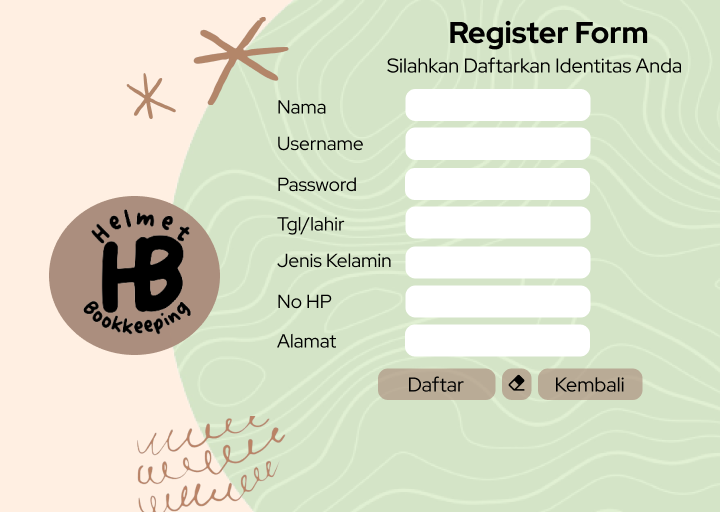 Register Form
Silahkan Daftarkan Identitas Anda
Nama
Username
Password
Tgl/lahir
Jenis Kelamin
No HP
Alamat
Daftar
Kembali
Helmet
HB
Bookkeeping